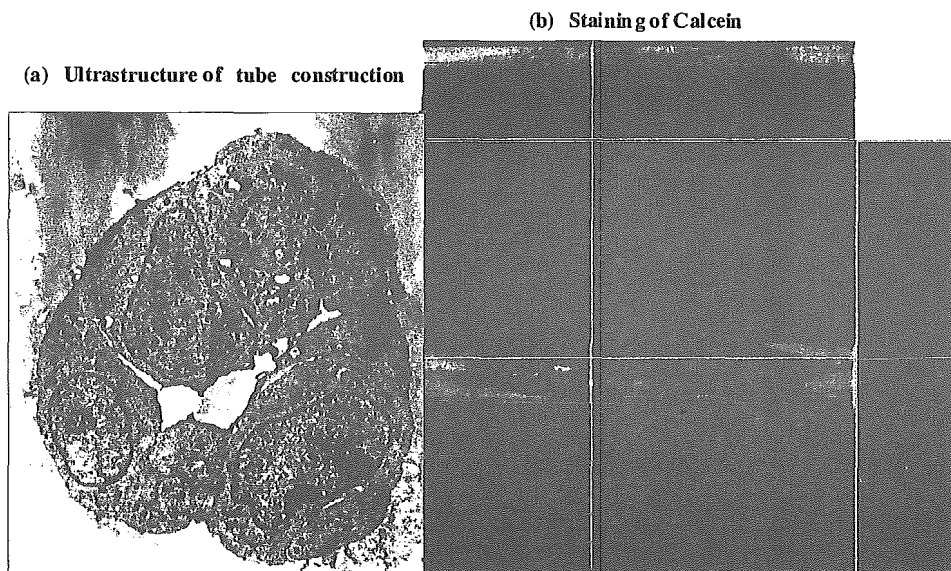 (b) Staining of Calcein
(a) Ultrastructure of tube construction